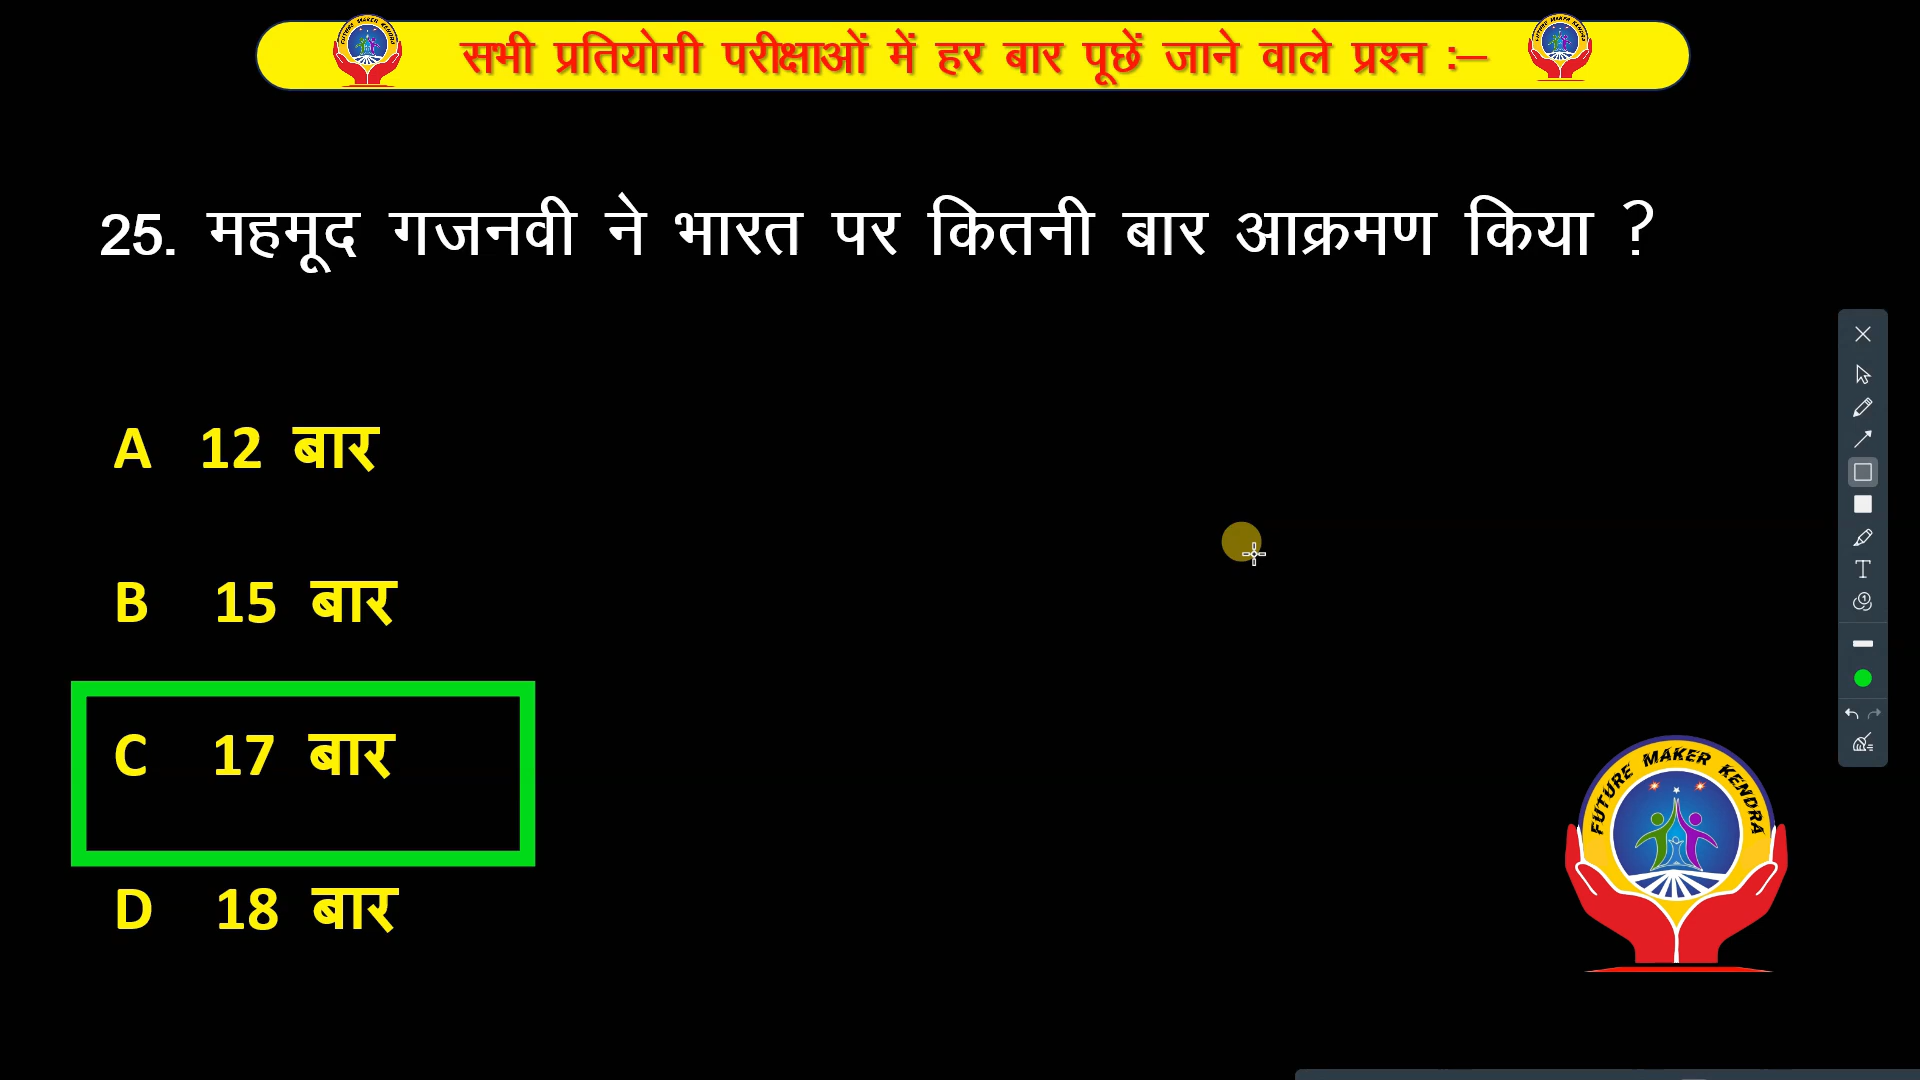 सभी प्रतियोगी परीक्षाओं में हर बार पूछें जाने वाले प्रश्न :–
25. महमूद गजनवी ने भारत पर कितनी बार आक्रमण किया ?
A 12 बार
B 15 बार
C 17 बार
D 18 बार
FUTURE MAKER KENDRA